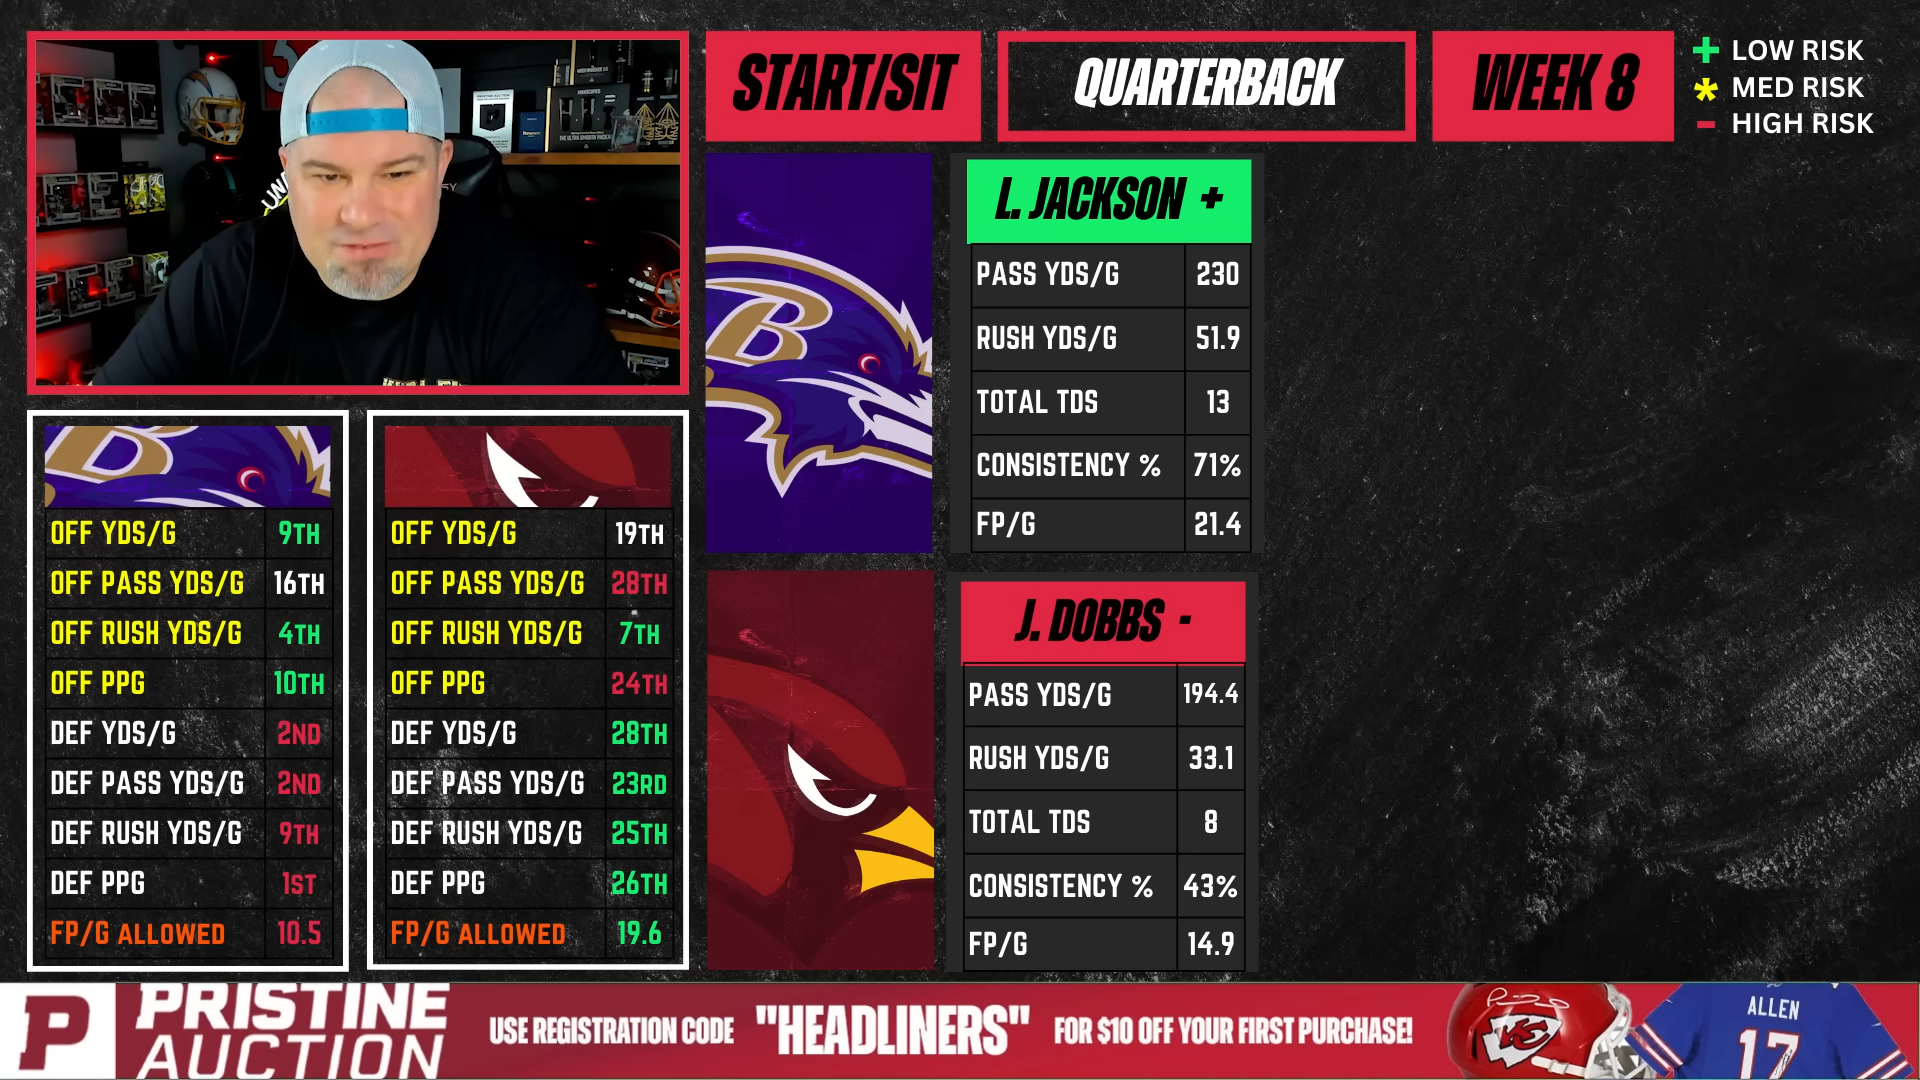 START/SIT
QUARTERBACK
WEEK 8
+ LOW RISK
* MED RISK
- HIGH RISK
L. JACKSON +
PASS YDS/G 230
RUSH YDS/G 51.9
TOTAL TDS 13
CONSISTENCY % 71%
FP/G 21.4
B
B
OFF YDS/G 9TH
OFF PASS YDS/G 16TH
OFF RUSH YDS/G 4TH
OFF PPG 10TH
DEF YDS/G 2ND
DEF PASS YDS/G 2ND
DEF RUSH YDS/G 9TH
DEF PPG 1ST
FP/G ALLOWED 10.5
OFF YDS/G 19TH
OFF PASS YDS/G 28TH
OFF RUSH YDS/G 7TH
OFF PPG 24TH
DEF YDS/G 28TH
DEF PASS YDS/G 23RD
DEF RUSH YDS/G 25TH
DEF PPG 26TH
FP/G ALLOWED 19.6
J. DOBBS -
PASS YDS/G 194.4
RUSH YDS/G 33.1
TOTAL TDS 8
CONSISTENCY % 43%
FP/G 14.9
P
PRISTINE
AUCTION
USE REGISTRATION CODE "HEADLINERS" FOR $10 OFF YOUR FIRST PURCHASE!
ALLEN
17